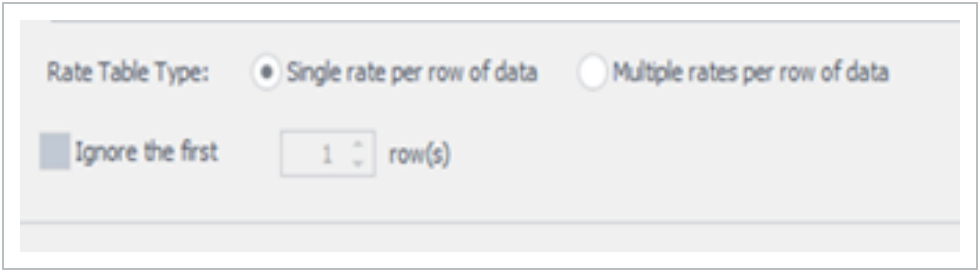 Rate Table Type: Single rate per row of data Multiple rates per row of data
Ignore the first 1 row(s)